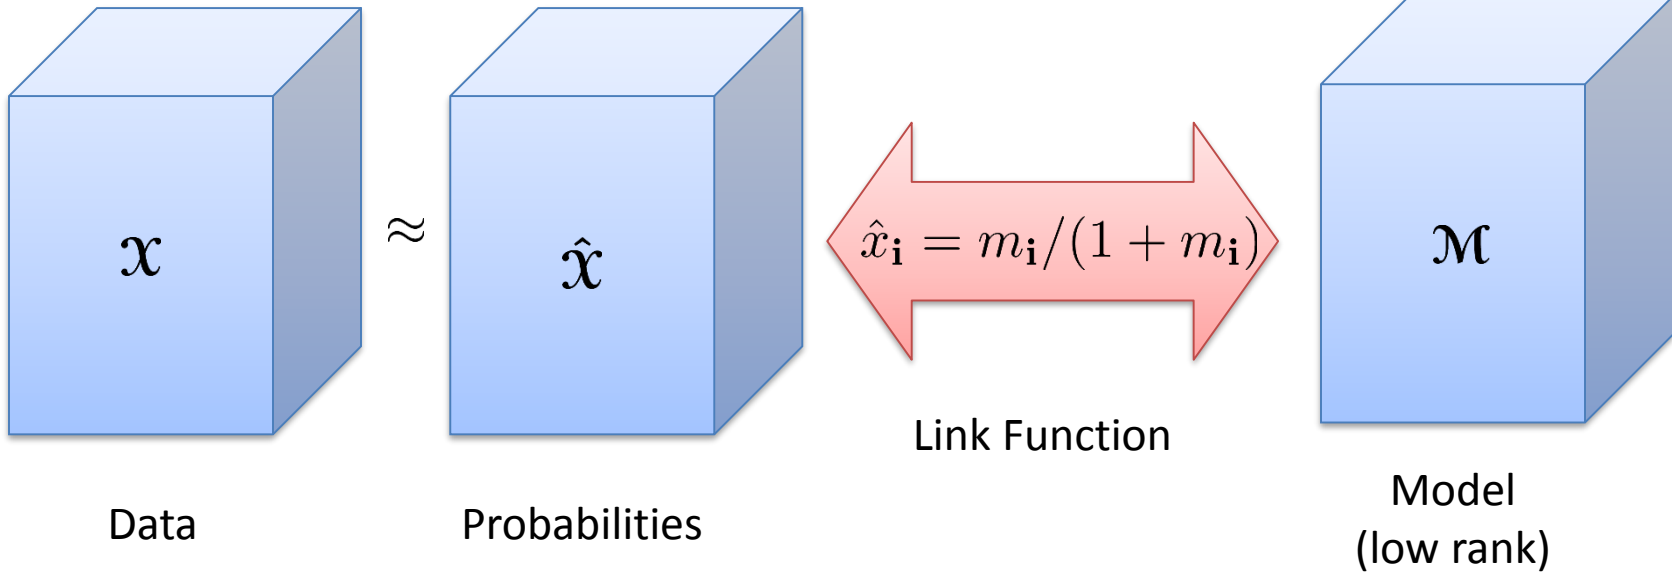 𝒳
≈
𝒳̂
x̂ᵢ = mᵢ/(1 + mᵢ)
ℳ
Link Function
Data
Probabilities
Model
(low rank)